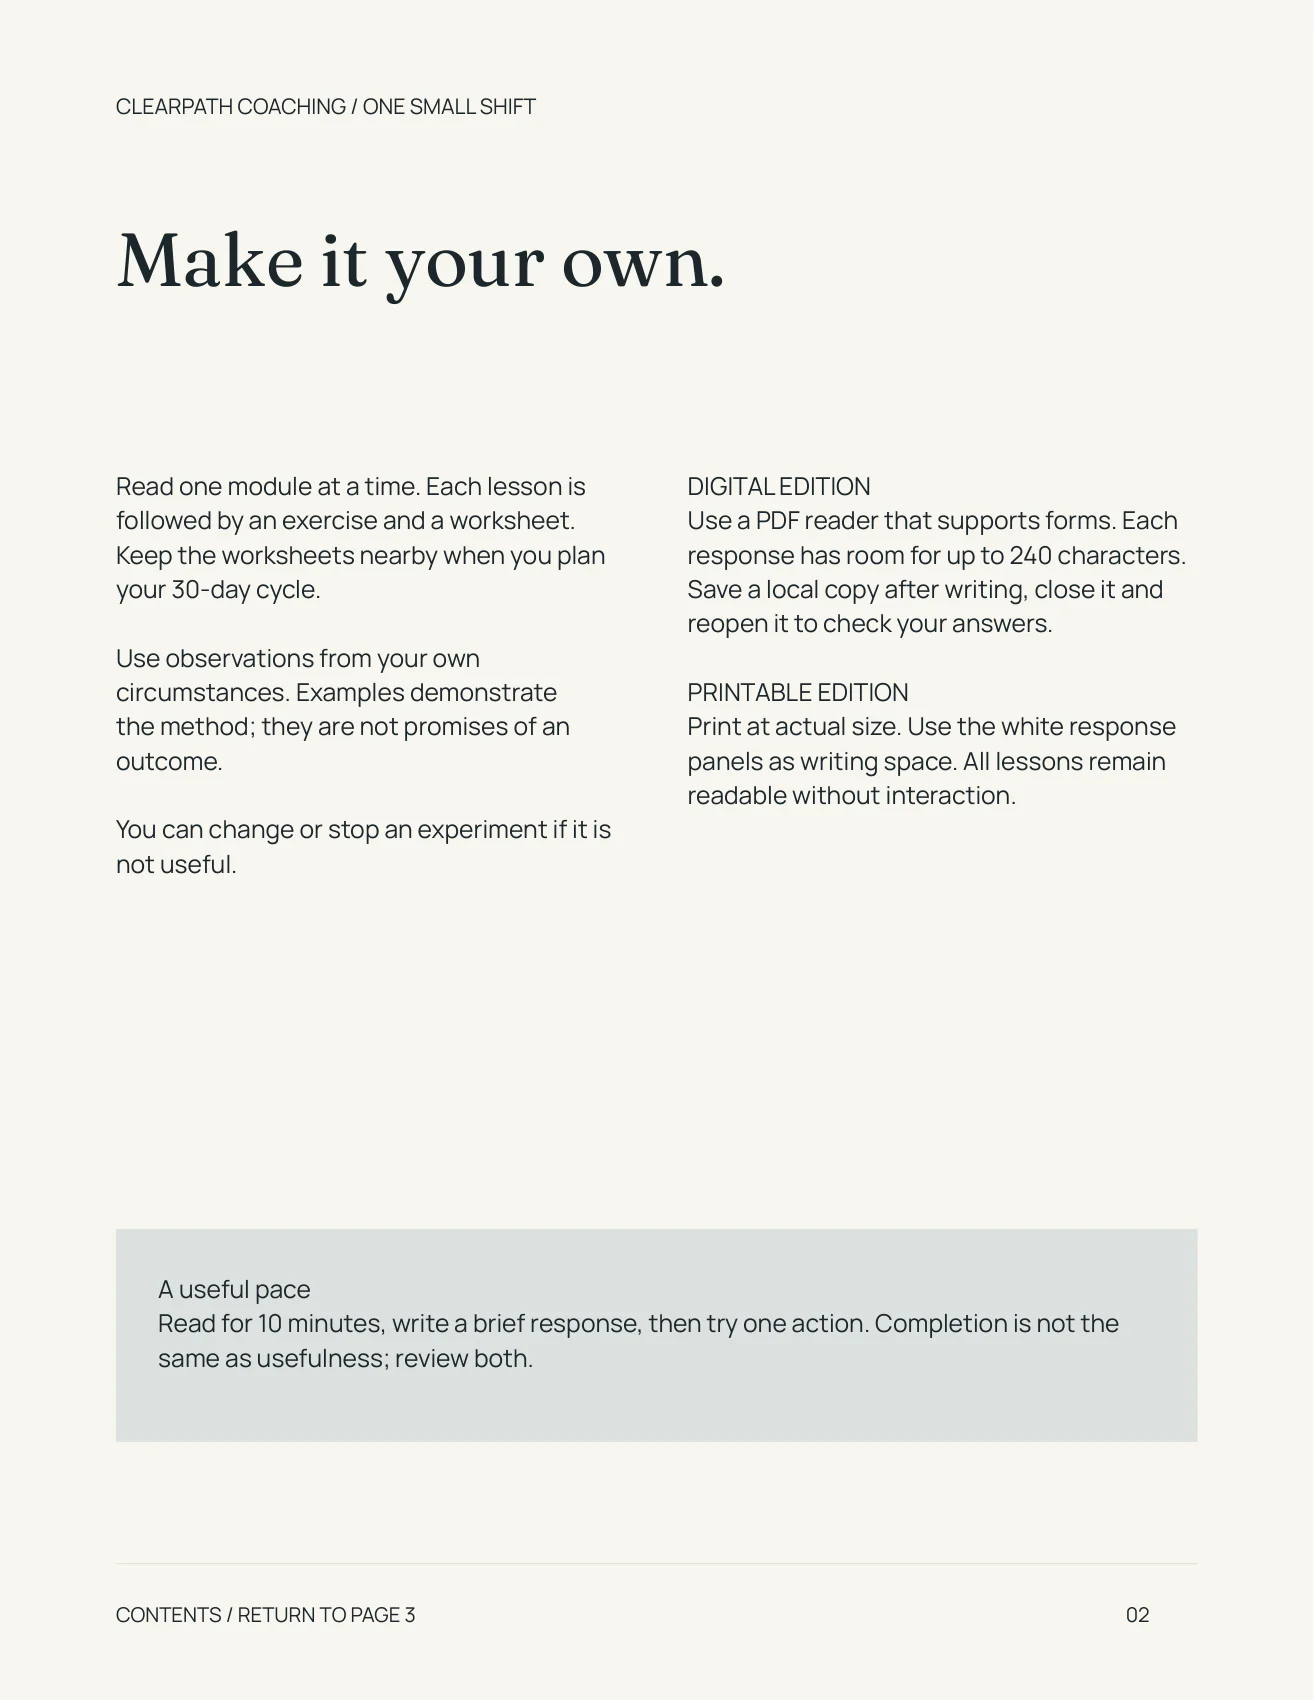 CLEARPATH COACHING / ONE SMALL SHIFT
Make it your own.
Read one module at a time. Each lesson is
followed by an exercise and a worksheet.
Keep the worksheets nearby when you plan
your 30-day cycle.
Use observations from your own
circumstances. Examples demonstrate
the method; they are not promises of an
outcome.
You can change or stop an experiment if it is
not useful.
DIGITAL EDITION
Use a PDF reader that supports forms. Each
response has room for up to 240 characters.
Save a local copy after writing, close it and
reopen it to check your answers.
PRINTABLE EDITION
Print at actual size. Use the white response
panels as writing space. All lessons remain
readable without interaction.
A useful pace
Read for 10 minutes, write a brief response, then try one action. Completion is not the
same as usefulness; review both.
CONTENTS / RETURN TO PAGE 3
02